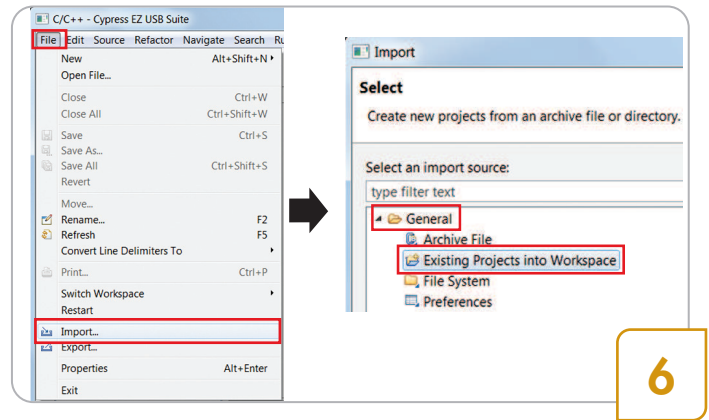 C/C++ - Cypress EZ USB Suite
File Edit Source Refactor Navigate Search Ru
New Alt+Shift+N
Open File...
Close Ctrl+W
Close All Ctrl+Shift+W
Save Ctrl+S
Save As...
Save All Ctrl+Shift+S
Revert
Move...
Rename... F2
Refresh F5
Convert Line Delimiters To
Print... Ctrl+P
Switch Workspace
Restart
Import...
Export...
Properties Alt+Enter
Exit
Import
Select
Create new projects from an archive file or directory.
Select an import source:
type filter text
General
Archive File
Existing Projects into Workspace
File System
Preferences
6